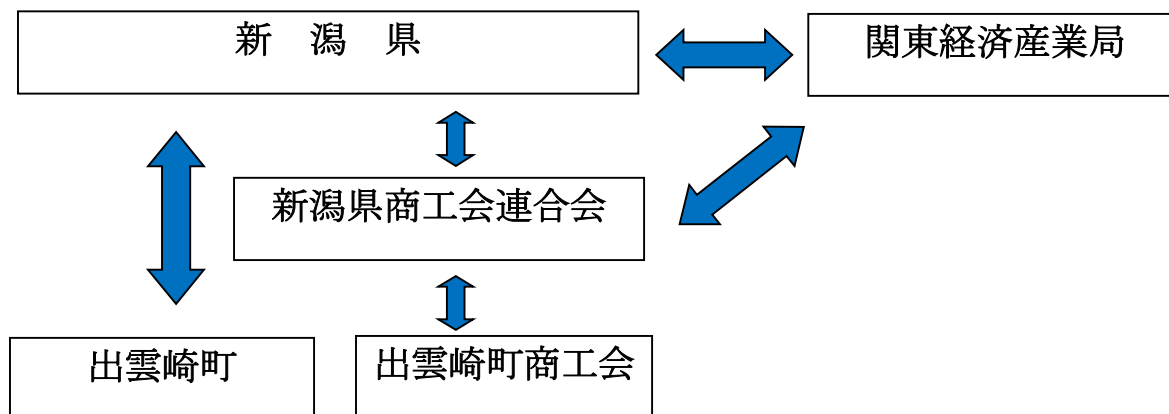 新　潟　県
関東経済産業局
新潟県商工会連合会
出雲崎町
出雲崎町商工会